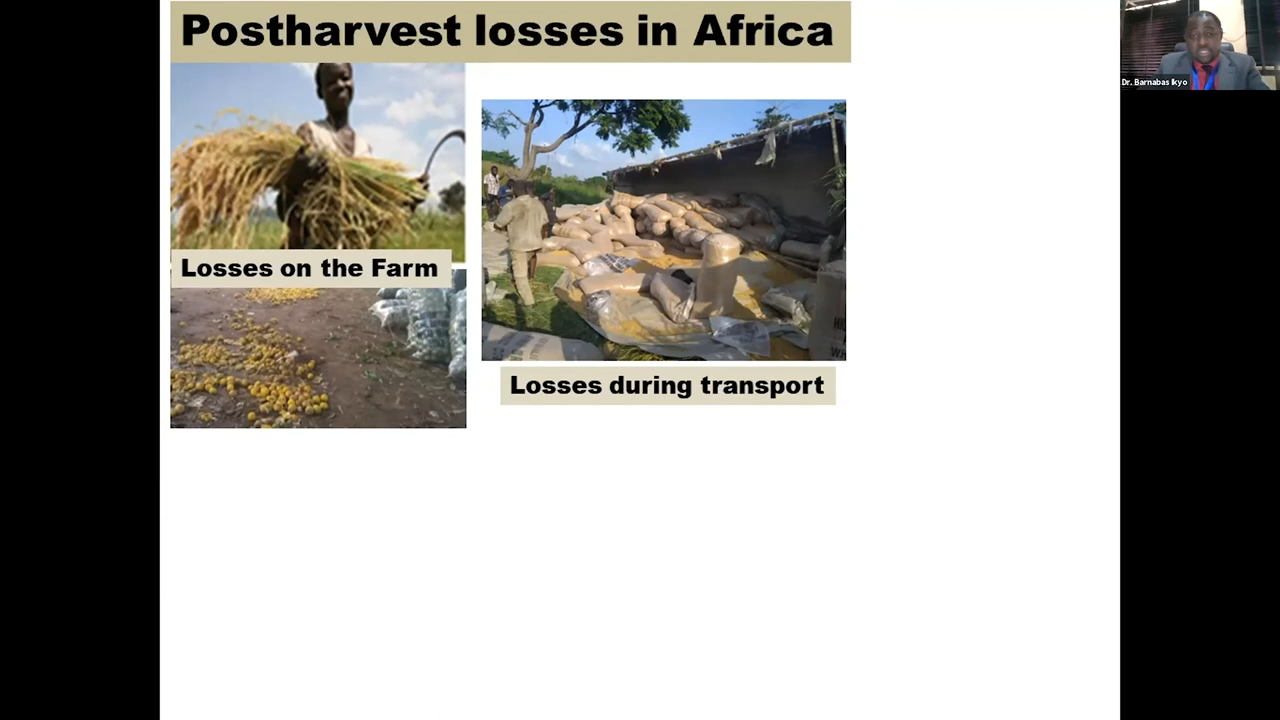 Postharvest losses in Africa
Dr. Barnabas Ikyo
Losses on the Farm
Losses during transport